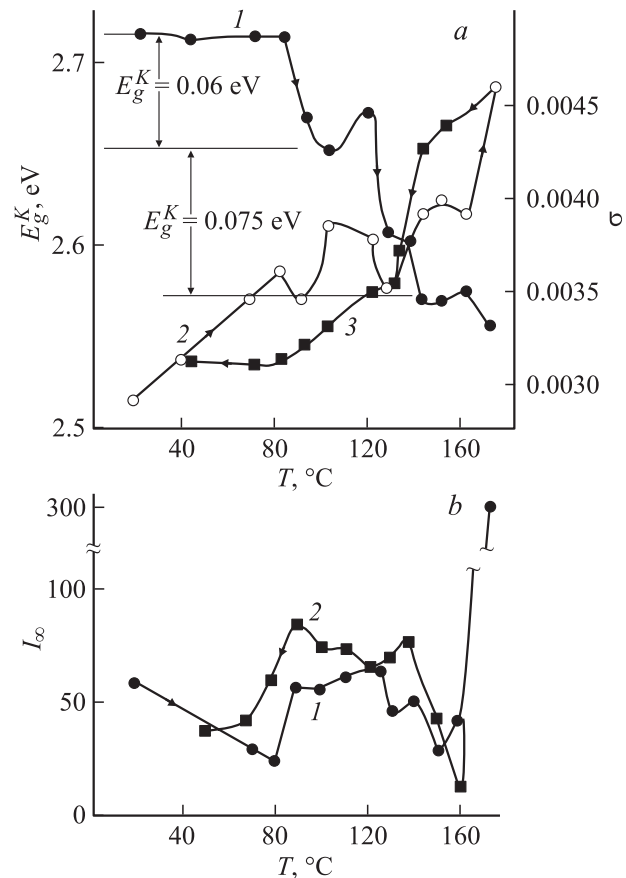 1
a
2.7
E_g^K = 0.06 eV
0.0045
E_g^K, eV
0.0040
σ
2.6
E_g^K = 0.075 eV
0.0035
2
3
0.0030
2.5
40
80
120
160
T, °C
300
b
≈
≈
100
2
I_∞
1
50
0
40
80
120
160
T, °C